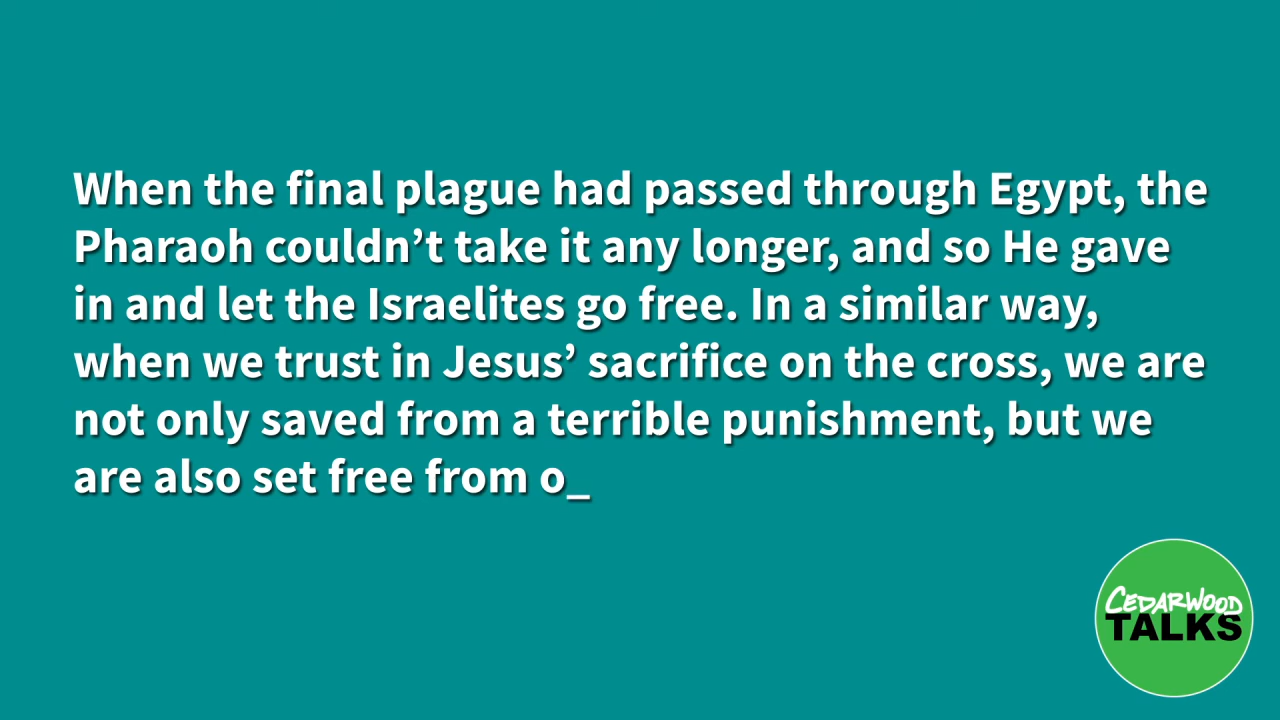 When the final plague had passed through Egypt, the
Pharaoh couldn’t take it any longer, and so He gave
in and let the Israelites go free. In a similar way,
when we trust in Jesus’ sacrifice on the cross, we are
not only saved from a terrible punishment, but we
are also set free from o_
CEDARWOOD
TALKS